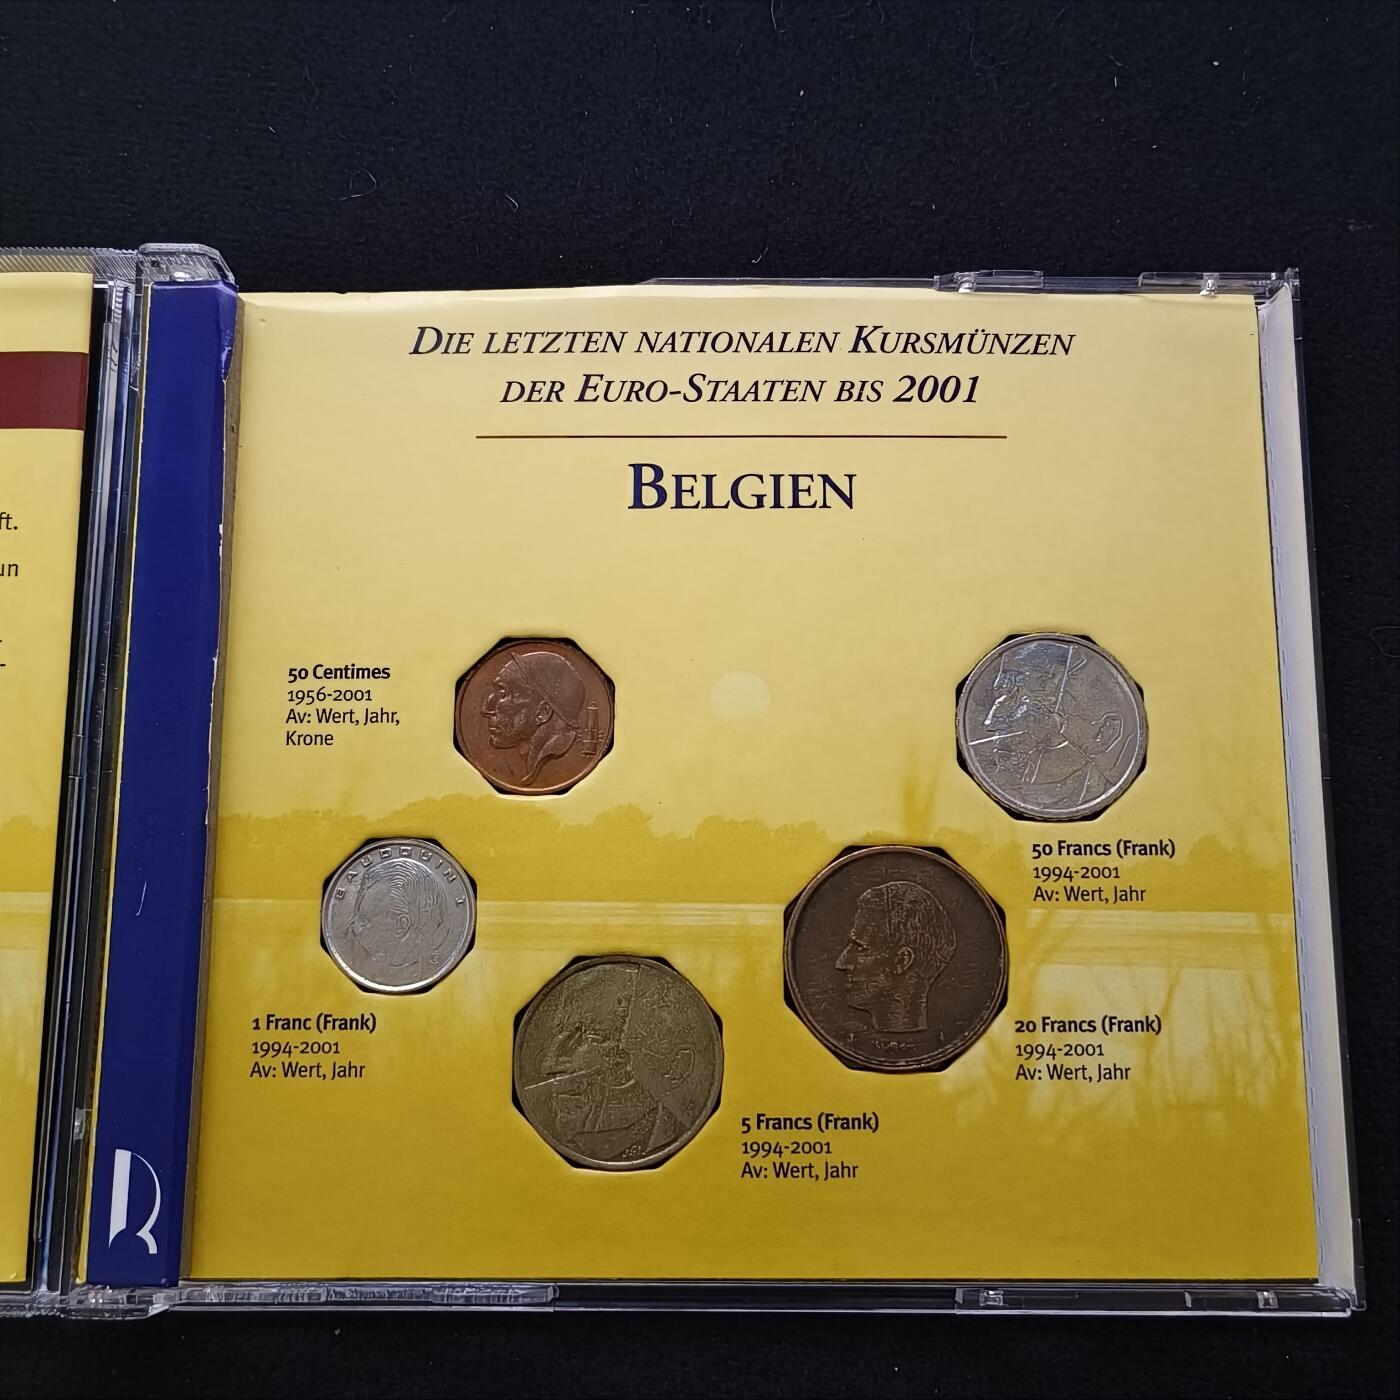 DIE LETZTEN NATIONALEN KURSMÜNZEN
DER EURO-STAATEN BIS 2001
BELGIEN
ft.
un
50 Centimes
1956-2001
Av: Wert, Jahr,
Krone
50 Francs (Frank)
1994-2001
Av: Wert, Jahr
BAUDOUIN I
1 Franc (Frank)
1994-2001
Av: Wert, Jahr
20 Francs (Frank)
1994-2001
Av: Wert, Jahr
5 Francs (Frank)
1994-2001
Av: Wert, Jahr